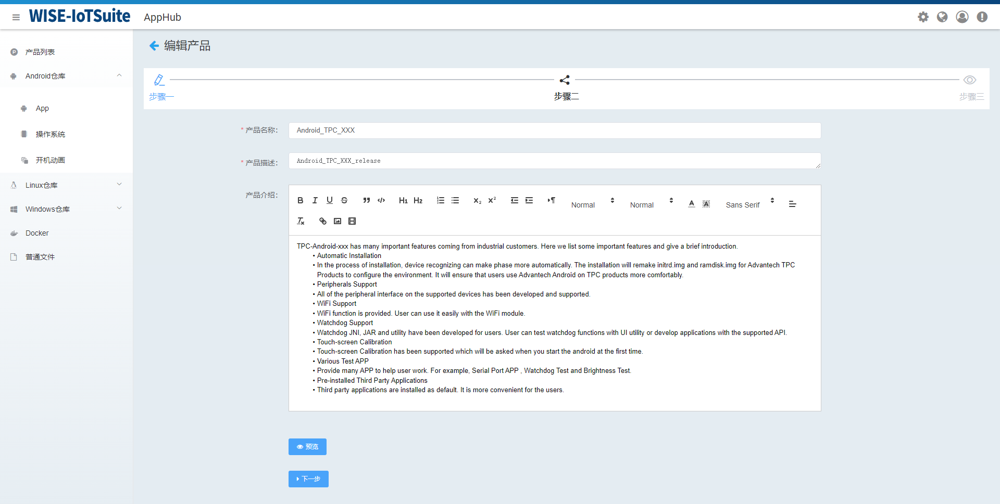 WISE-IoTSuite AppHub
产品列表
Android仓库
App
操作系统
开机动画
Linux仓库
Windows仓库
Docker
普通文件
编辑产品
步骤一
步骤二
步骤三
* 产品名称:
Android_TPC_XXX
* 产品描述:
Android_TPC_XXX_release
产品介绍:
Normal Normal Sans Serif
TPC-Android-xxx has many important features coming from industrial customers. Here we list some important features and give a brief introduction.
• Automatic Installation
• In the process of installation, device recognizing can make phase more automatically. The installation will remake initrd.img and ramdisk.img for Advantech TPC
Products to configure the environment. It will ensure that users use Advantech Android on TPC products more comfortably.
• Peripherals Support
• All of the peripheral interface on the supported devices has been developed and supported.
• WiFi Support
• WiFi function is provided. User can use it easily with the WiFi module.
• Watchdog Support
• Watchdog JNI, JAR and utility have been developed for users. User can test watchdog functions with UI utility or develop applications with the supported API.
• Touch-screen Calibration
• Touch-screen Calibration has been supported which will be asked when you start the android at the first time.
• Various Test APP
• Provide many APP to help user work. For example, Serial Port APP , Watchdog Test and Brightness Test.
• Pre-installed Third Party Applications
• Third party applications are installed as default. It is more convenient for the users.
预览
下一步